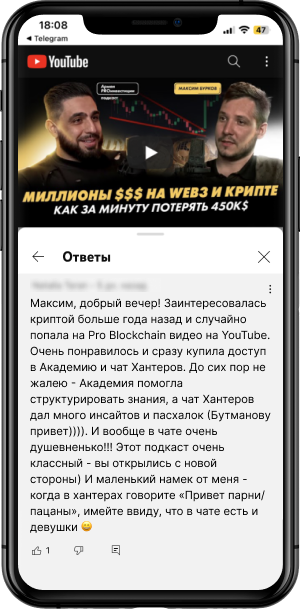 18:08
47
◀ Telegram
YouTube
Армен
PROинвестиции
подкаст
МАКСИМ БУРКОВ
МИЛЛИОНЫ $$$ НА WEB3 И КРИПТЕ
КАК ЗА МИНУТУ ПОТЕРЯТЬ 450К$
Ответы
Максим, добрый вечер! Заинтересовалась
криптой больше года назад и случайно
попала на Pro Blockchain видео на YouTube.
Очень понравилось и сразу купила доступ
в Академию и чат Хантеров. До сих пор не
жалею - Академия помогла
структурировать знания, а чат Хантеров
дал много инсайтов и пасхалок (Бутманову
привет)))). И вообще в чате очень
душевненько!!! Этот подкаст очень
классный - вы открылись с новой
стороны) И маленький намек от меня -
когда в хантерах говорите «Привет парни/
пацаны», имейте ввиду, что в чате есть и
девушки 😄
1